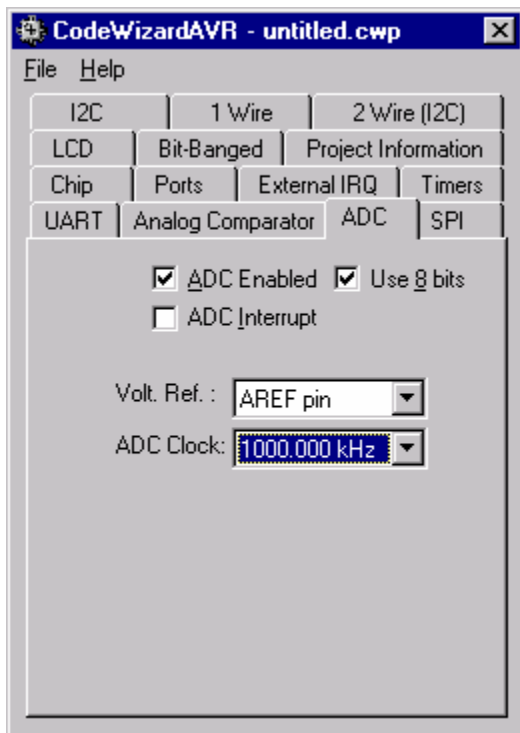 CodeWizardAVR - untitled.cwp
File Help
I2C 1 Wire 2 Wire (I2C)
LCD Bit-Banged Project Information
Chip Ports External IRQ Timers
UART Analog Comparator ADC SPI
ADC Enabled Use 8 bits
ADC Interrupt
Volt. Ref. : AREF pin
ADC Clock: 1000.000 kHz